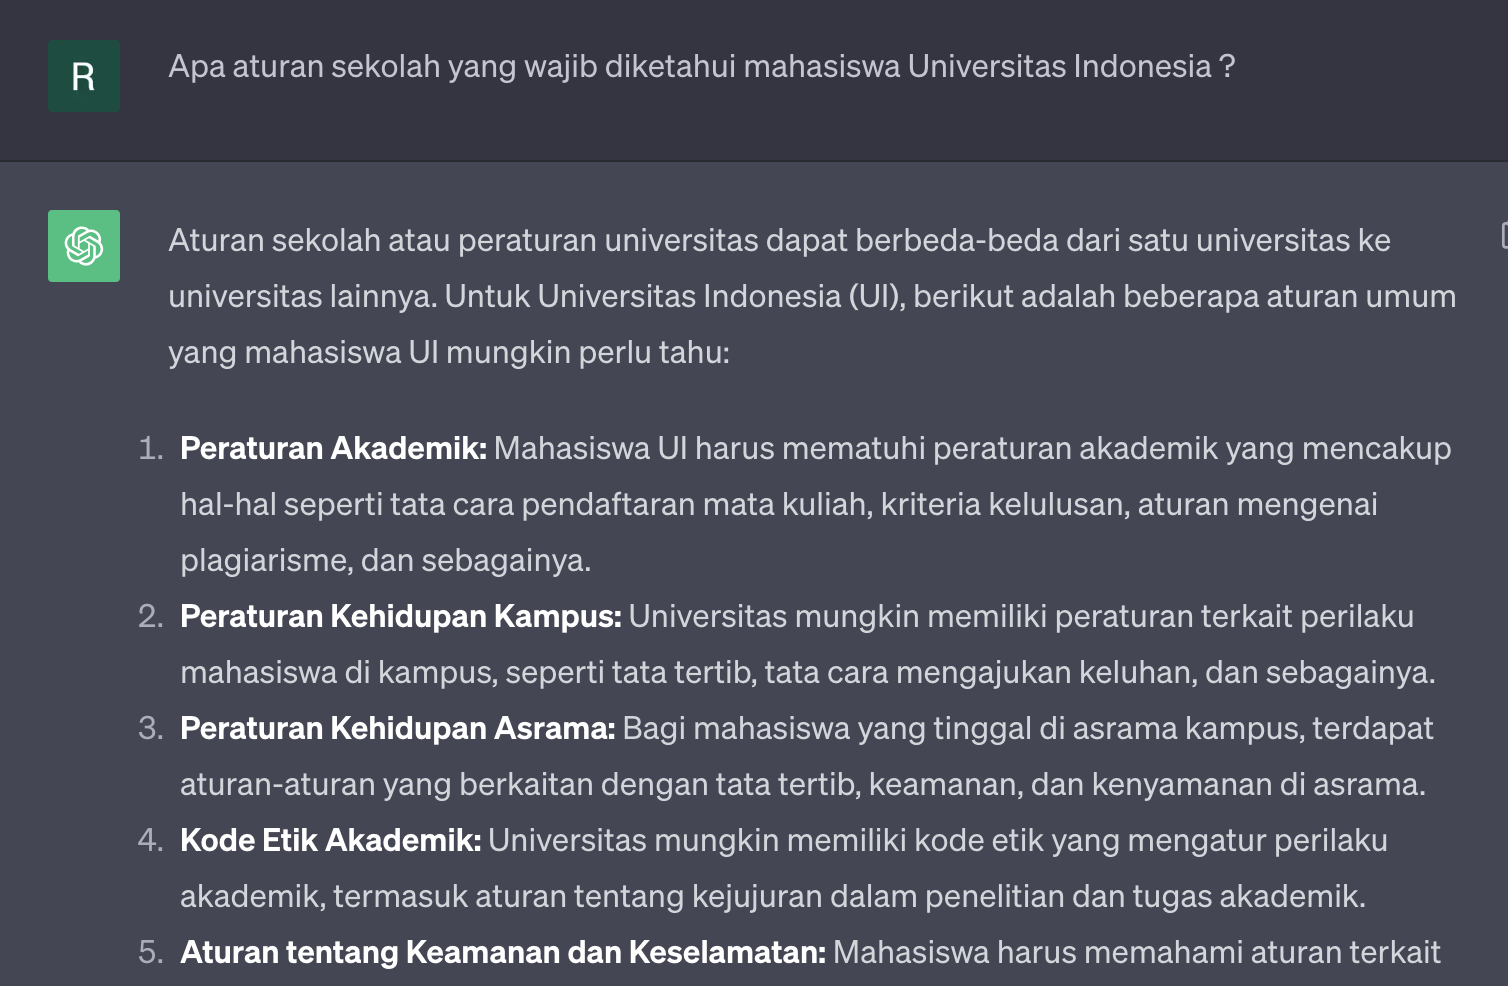 R
Apa aturan sekolah yang wajib diketahui mahasiswa Universitas Indonesia ?
Aturan sekolah atau peraturan universitas dapat berbeda-beda dari satu universitas ke
universitas lainnya. Untuk Universitas Indonesia (UI), berikut adalah beberapa aturan umum
yang mahasiswa UI mungkin perlu tahu:
1. Peraturan Akademik: Mahasiswa UI harus mematuhi peraturan akademik yang mencakup
hal-hal seperti tata cara pendaftaran mata kuliah, kriteria kelulusan, aturan mengenai
plagiarisme, dan sebagainya.
2. Peraturan Kehidupan Kampus: Universitas mungkin memiliki peraturan terkait perilaku
mahasiswa di kampus, seperti tata tertib, tata cara mengajukan keluhan, dan sebagainya.
3. Peraturan Kehidupan Asrama: Bagi mahasiswa yang tinggal di asrama kampus, terdapat
aturan-aturan yang berkaitan dengan tata tertib, keamanan, dan kenyamanan di asrama.
4. Kode Etik Akademik: Universitas mungkin memiliki kode etik yang mengatur perilaku
akademik, termasuk aturan tentang kejujuran dalam penelitian dan tugas akademik.
5. Aturan tentang Keamanan dan Keselamatan: Mahasiswa harus memahami aturan terkait